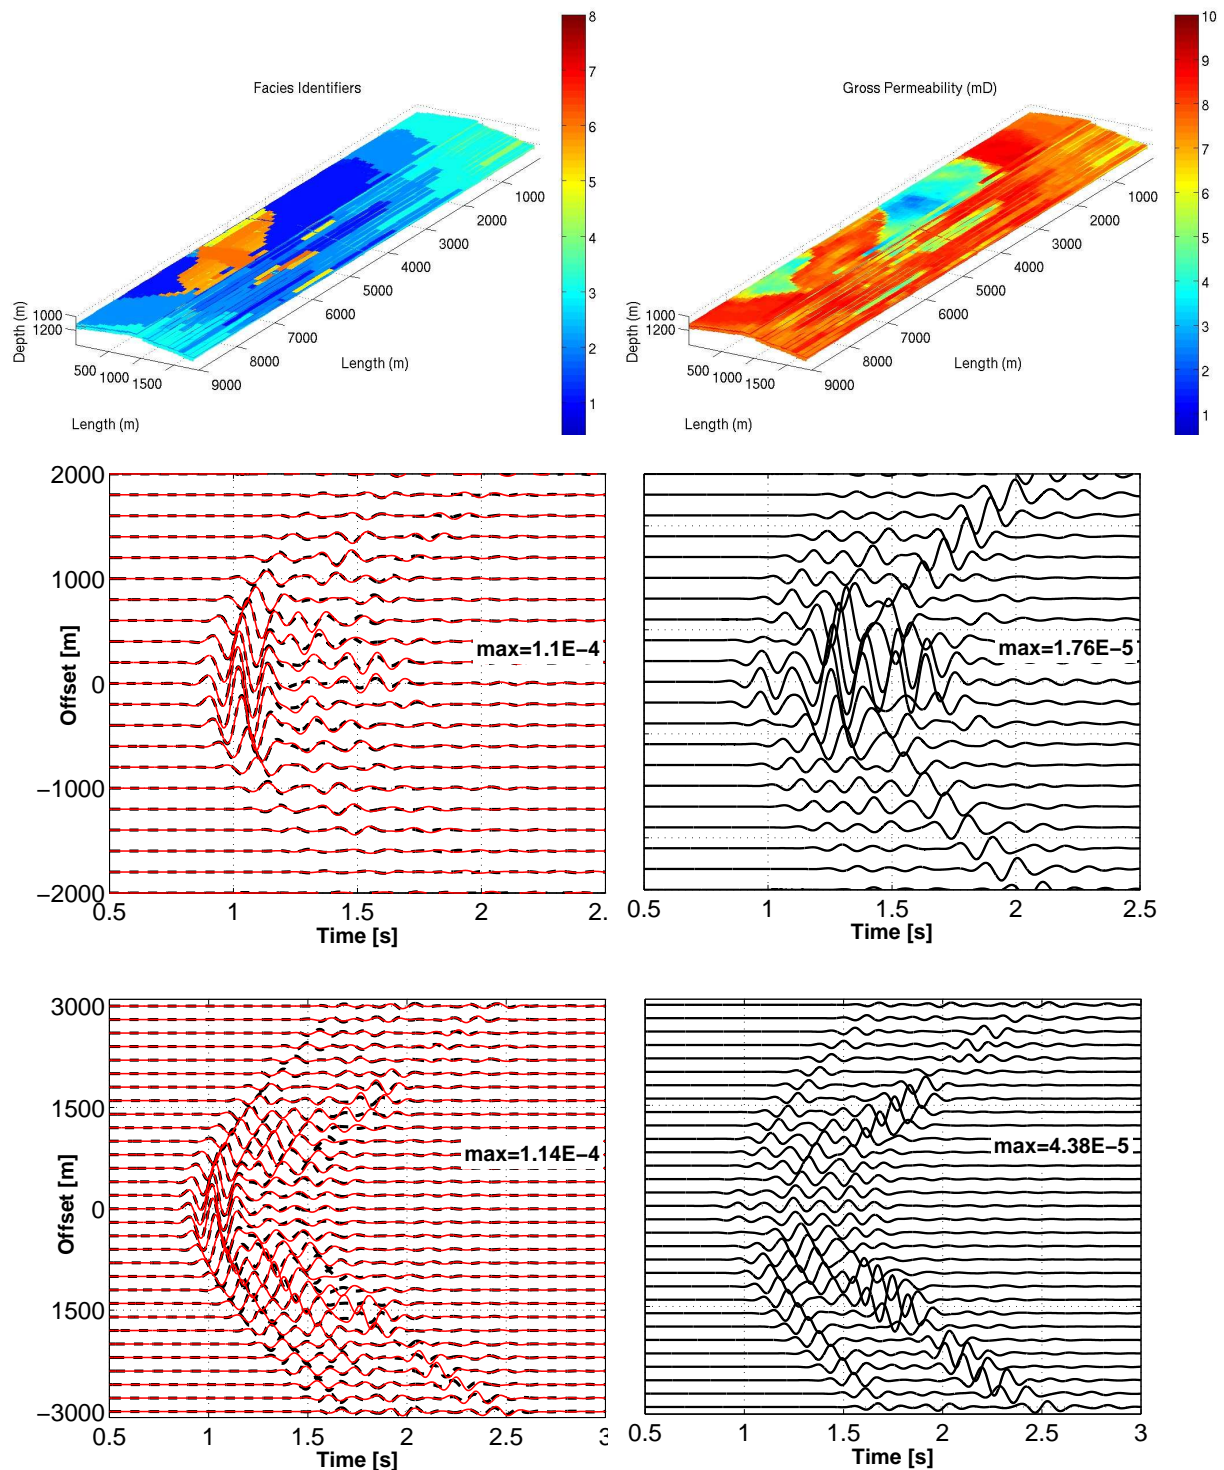 Facies Identifiers
8
7
6
5
4
3
2
1
1000
2000
3000
4000
5000
6000
7000
8000
9000
1000
1200
Depth (m)
500
1000
1500
Length (m)
Length (m)
Gross Permeability (mD)
10
9
8
7
6
5
4
3
2
1
1000
2000
3000
4000
5000
6000
7000
8000
9000
1000
1200
Depth (m)
500
1000
1500
Length (m)
Length (m)
2000
1000
0
−1000
−2000
Offset [m]
max=1.1E−4
0.5 1 1.5 2 2.
Time [s]
max=1.76E−5
0.5 1 1.5 2 2.5
Time [s]
3000
1500
0
1500
−3000
Offset [m]
max=1.14E−4
0.5 1 1.5 2 2.5 3
Time [s]
max=4.38E−5
0.5 1 1.5 2 2.5 3
Time [s]